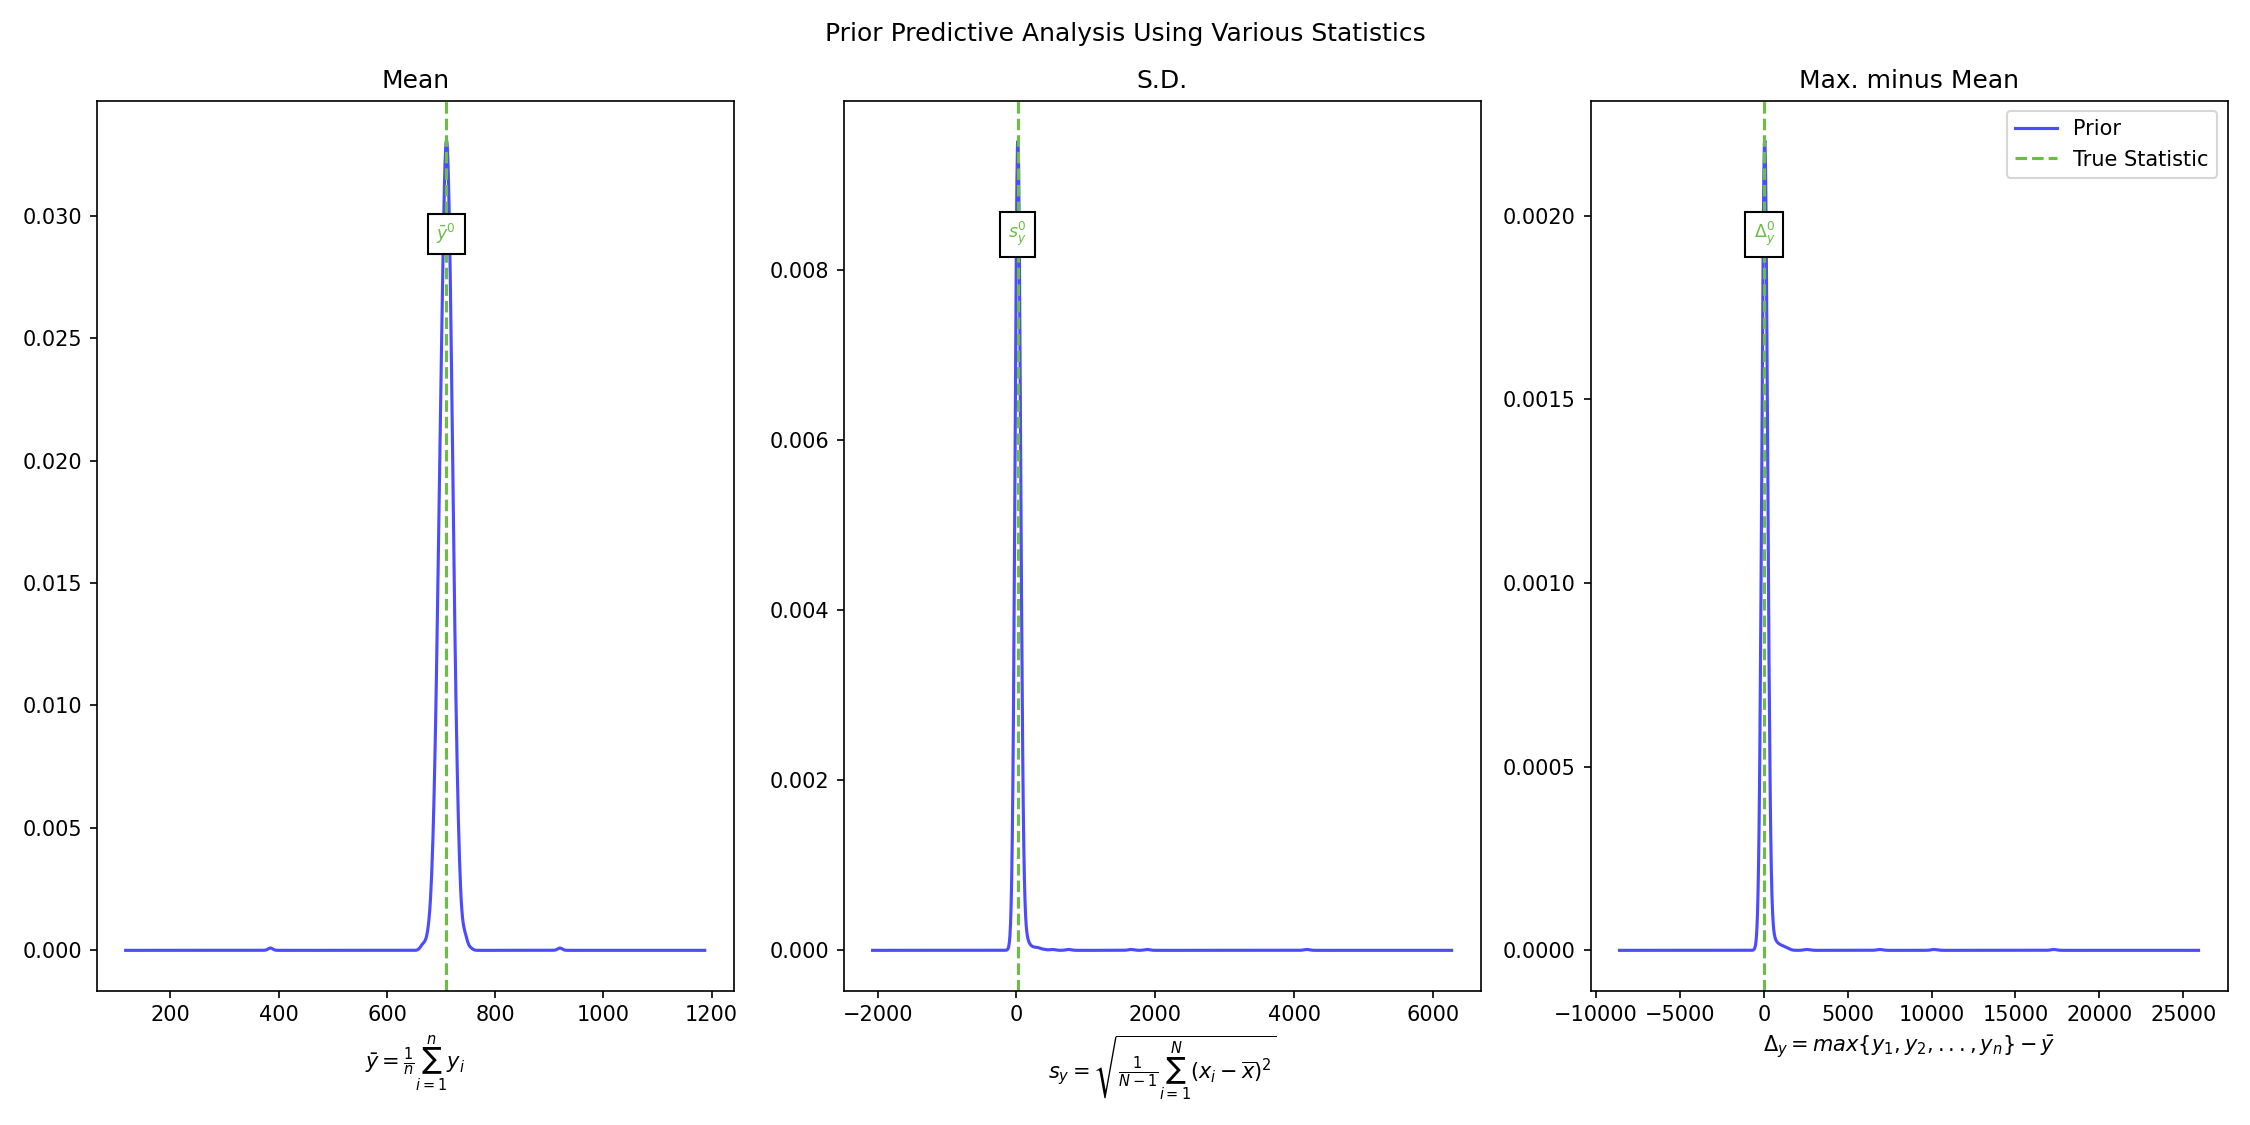 Prior Predictive Analysis Using Various Statistics
Mean
0.030
0.025
0.020
0.015
0.010
0.005
0.000
ȳ⁰
200 400 600 800 1000 1200
ȳ = 1/n ∑_{i=1}^{n} y_i
S.D.
0.008
0.006
0.004
0.002
0.000
s_y^0
−2000 0 2000 4000 6000
s_y = √(1/(N−1) ∑_{i=1}^{N} (x_i − x̄)²)
Max. minus Mean
Prior
True Statistic
0.0020
0.0015
0.0010
0.0005
0.0000
Δ_y^0
−10000 −5000 0 5000 10000 15000 20000 25000
Δ_y = max{y_1, y_2, ..., y_n} − ȳ